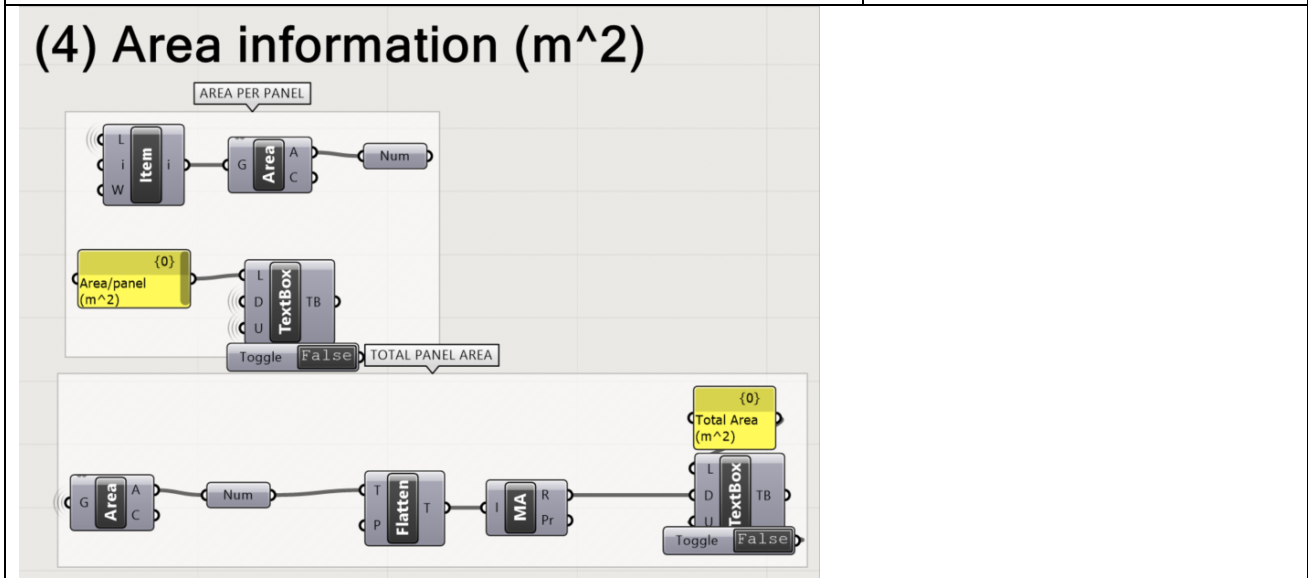 (4) Area information (m^2)
AREA PER PANEL
L
i
W
Item
i
G
Area
A
C
Num
{0}
Area/panel
(m^2)
L
D
U
TextBox
TB
Toggle False
TOTAL PANEL AREA
{0}
Total Area
(m^2)
G
Area
A
C
Num
T
P
Flatten
T
I
MA
R
Pr
L
D
U
TextBox
TB
Toggle False